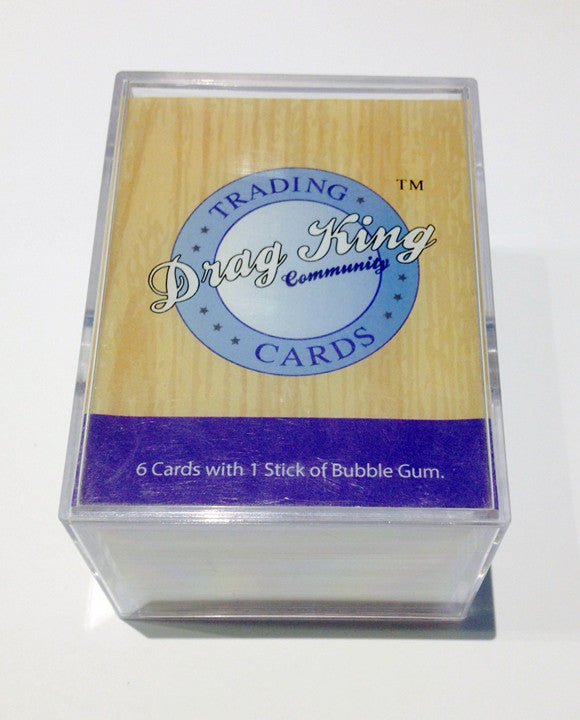 TRADING
™
Drag King
Community
CARDS
6 Cards with 1 Stick of Bubble Gum.